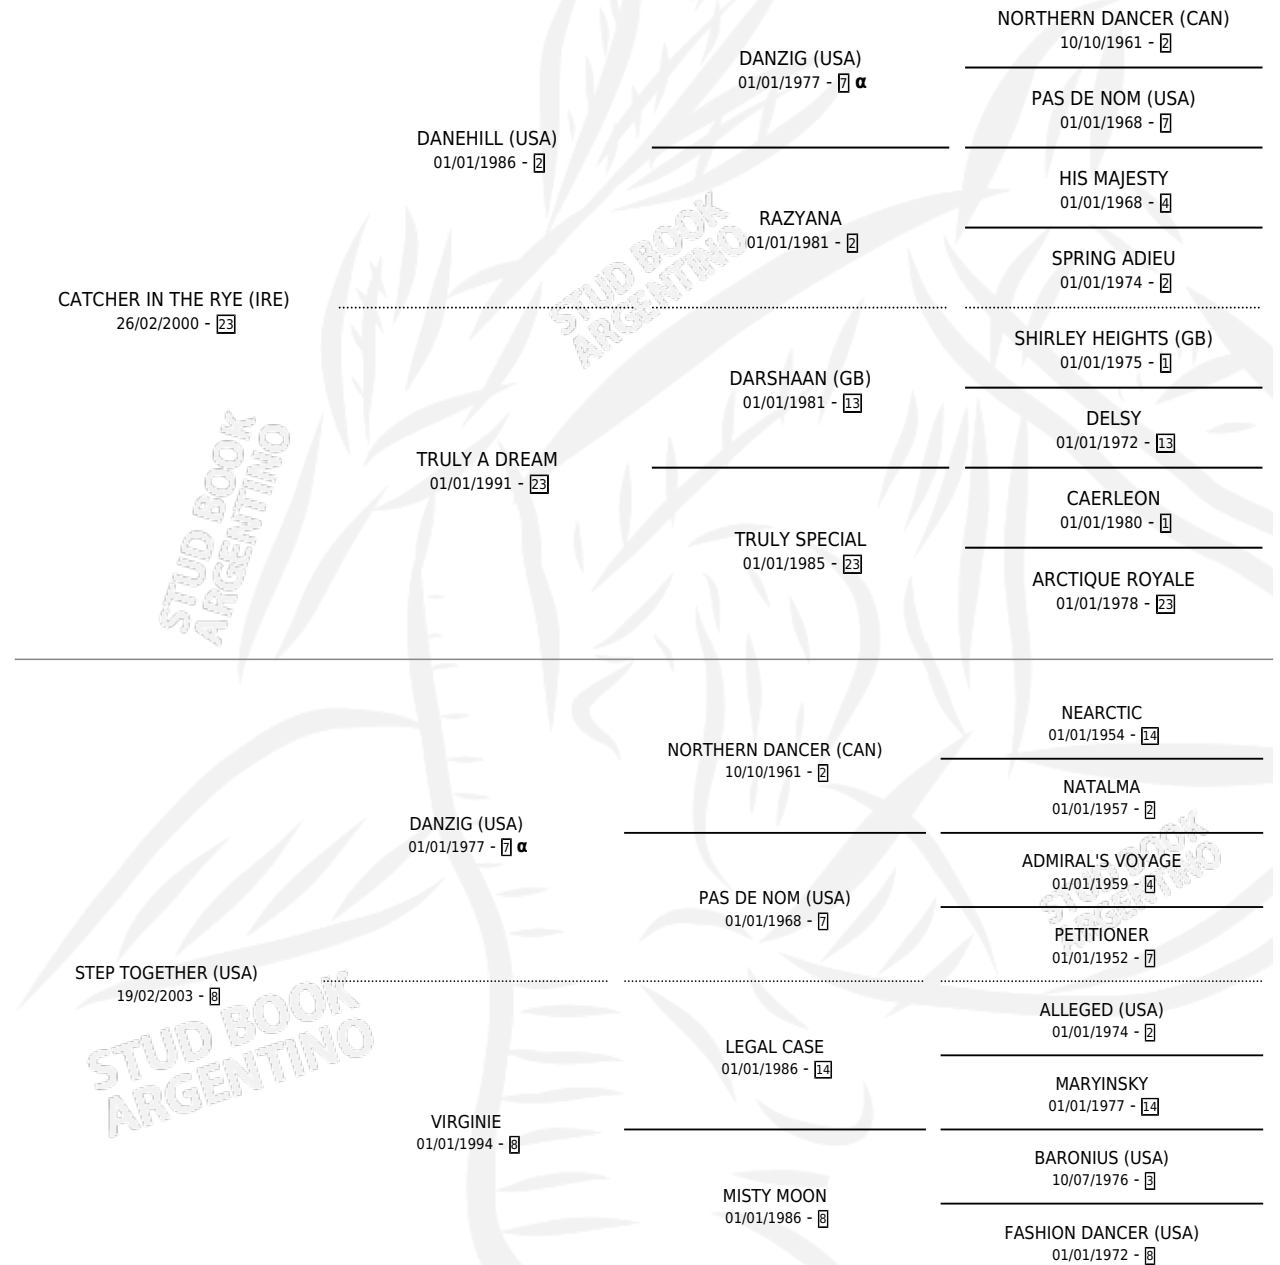 NORTHERN DANCER (CAN)
10/10/1961 - 2
DANZIG (USA)
01/01/1977 - 7 α
PAS DE NOM (USA)
01/01/1968 - 7
DANEHILL (USA)
01/01/1986 - 2
HIS MAJESTY
01/01/1968 - 4
RAZYANA
01/01/1981 - 2
SPRING ADIEU
01/01/1974 - 2
STUD BOOK
ARGENTINO
CATCHER IN THE RYE (IRE)
26/02/2000 - 23
SHIRLEY HEIGHTS (GB)
01/01/1975 - 1
DARSHAAN (GB)
01/01/1981 - 13
DELSY
01/01/1972 - 13
TRULY A DREAM
01/01/1991 - 23
CAERLEON
01/01/1980 - 1
TRULY SPECIAL
01/01/1985 - 23
ARCTIQUE ROYALE
01/01/1978 - 23
STUD BOOK
ARGENTINO
NEARCTIC
01/01/1954 - 14
NORTHERN DANCER (CAN)
10/10/1961 - 2
NATALMA
01/01/1957 - 2
DANZIG (USA)
01/01/1977 - 7 α
ADMIRAL'S VOYAGE
01/01/1959 - 4
PAS DE NOM (USA)
01/01/1968 - 7
PETITIONER
01/01/1952 - 7
STUD BOOK
ARGENTINO
STEP TOGETHER (USA)
19/02/2003 - 8
ALLEGED (USA)
01/01/1974 - 2
LEGAL CASE
01/01/1986 - 14
MARYINSKY
01/01/1977 - 14
STUD BOOK
ARGENTINO
VIRGINIE
01/01/1994 - 8
BARONIUS (USA)
10/07/1976 - 3
MISTY MOON
01/01/1986 - 8
FASHION DANCER (USA)
01/01/1972 - 8